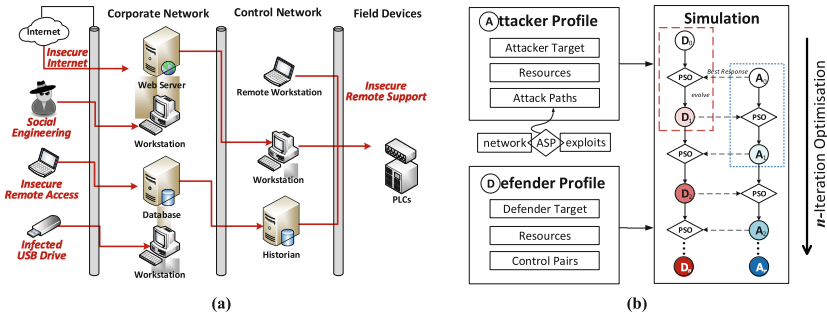 Corporate Network
Control Network
Field Devices
Internet
Insecure
Internet
Web Server
Social
Engineering
Workstation
Insecure
Remote Access
Database
Infected
USB Drive
Workstation
Remote Workstation
Workstation
Historian
Insecure
Remote Support
PLCs
(a)
Attacker Profile
Attacker Target
Resources
Attack Paths
network
ASP
exploits
Defender Profile
Defender Target
Resources
Control Pairs
Simulation
D0
PSO
Best Response
A0
evolve
D1
PSO
PSO
A1
D2
PSO
PSO
A2
Dn
An
n-Iteration Optimisation
(b)